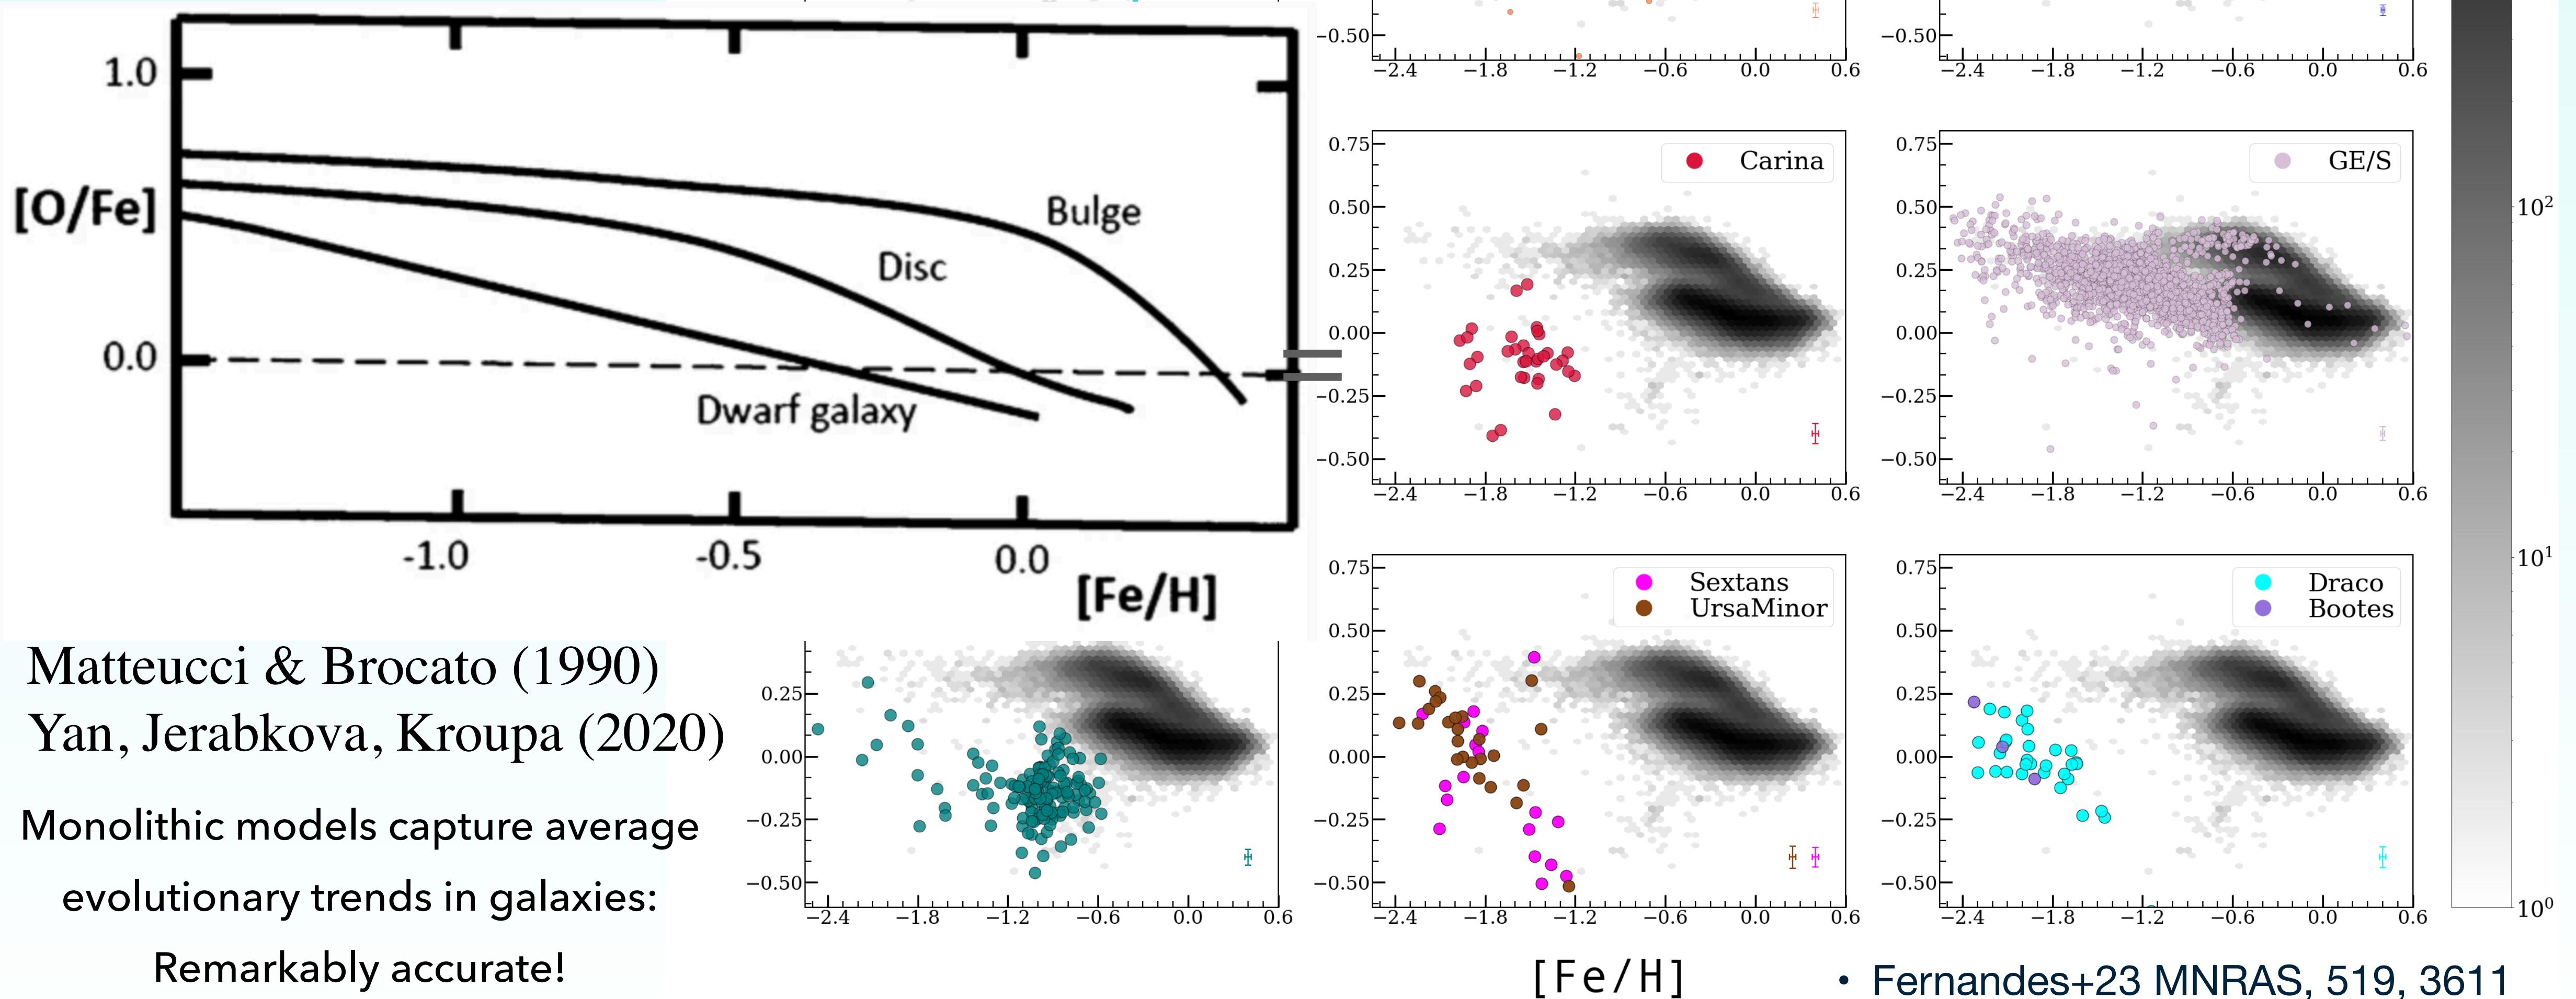 1.0
[O/Fe]
0.0
Bulge
Disc
Dwarf galaxy
-1.0 -0.5 0.0
[Fe/H]
Matteucci & Brocato (1990)
Yan, Jerabkova, Kroupa (2020)
Monolithic models capture average
evolutionary trends in galaxies:
Remarkably accurate!
−0.50
−2.4 −1.8 −1.2 −0.6 0.0 0.6
−0.50
−2.4 −1.8 −1.2 −0.6 0.0 0.6
Carina
0.75
0.50
0.25
0.00
−0.25
−0.50
−2.4 −1.8 −1.2 −0.6 0.0 0.6
GE/S
0.75
0.50
0.25
0.00
−0.25
−0.50
−2.4 −1.8 −1.2 −0.6 0.0 0.6
0.25
0.00
−0.25
−0.50
−2.4 −1.8 −1.2 −0.6 0.0 0.6
Sextans
UrsaMinor
0.75
0.50
0.25
0.00
−0.25
−0.50
−2.4 −1.8 −1.2 −0.6 0.0 0.6
Draco
Bootes
0.75
0.50
0.25
0.00
−0.25
−0.50
−2.4 −1.8 −1.2 −0.6 0.0 0.6
10²
10¹
10⁰
[Fe/H]
• Fernandes+23 MNRAS, 519, 3611